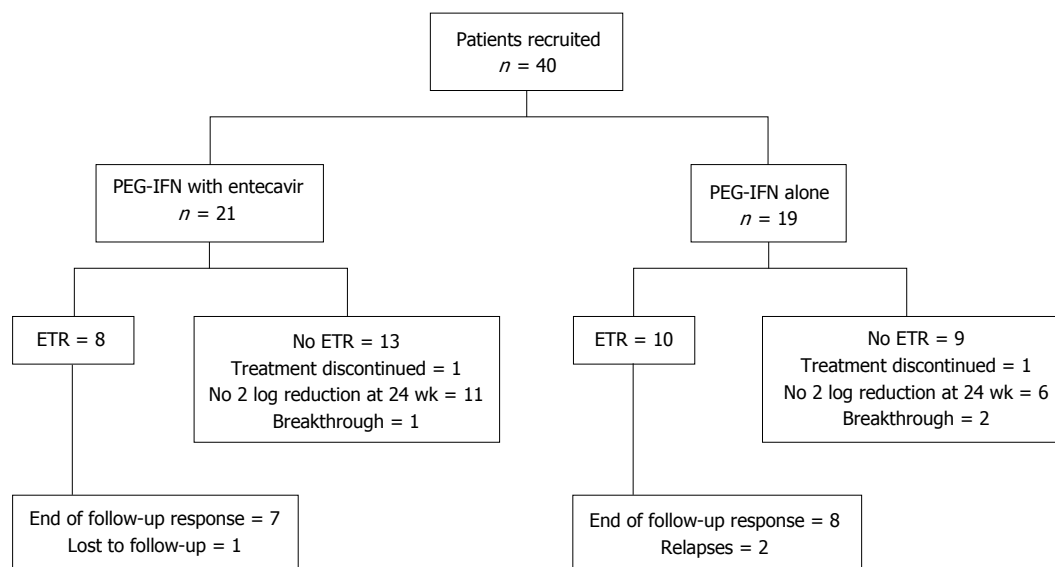 Patients recruited
n = 40
PEG-IFN with entecavir
n = 21
PEG-IFN alone
n = 19
ETR = 8
No ETR = 13
Treatment discontinued = 1
No 2 log reduction at 24 wk = 11
Breakthrough = 1
ETR = 10
No ETR = 9
Treatment discontinued = 1
No 2 log reduction at 24 wk = 6
Breakthrough = 2
End of follow-up response = 7
Lost to follow-up = 1
End of follow-up response = 8
Relapses = 2